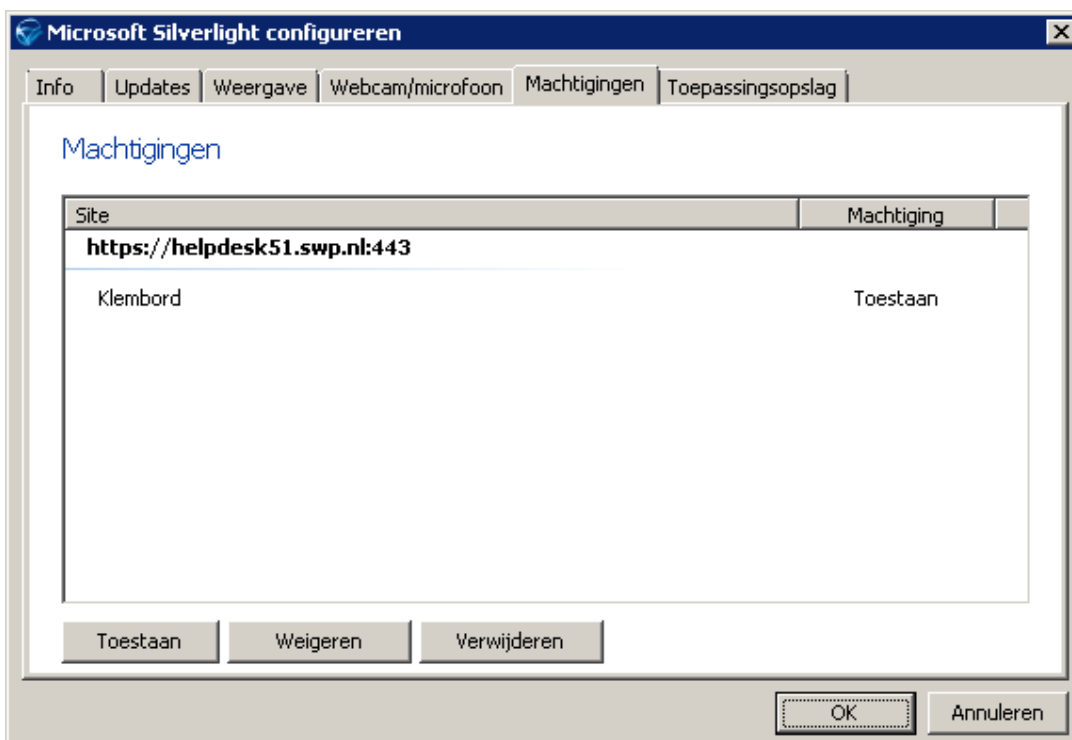 Microsoft Silverlight configureren
Info Updates Weergave Webcam/microfoon Machtigingen Toepassingsopslag
Machtigingen
Site Machtiging
https://helpdesk51.swp.nl:443
Klembord Toestaan
Toestaan Weigeren Verwijderen
OK Annuleren